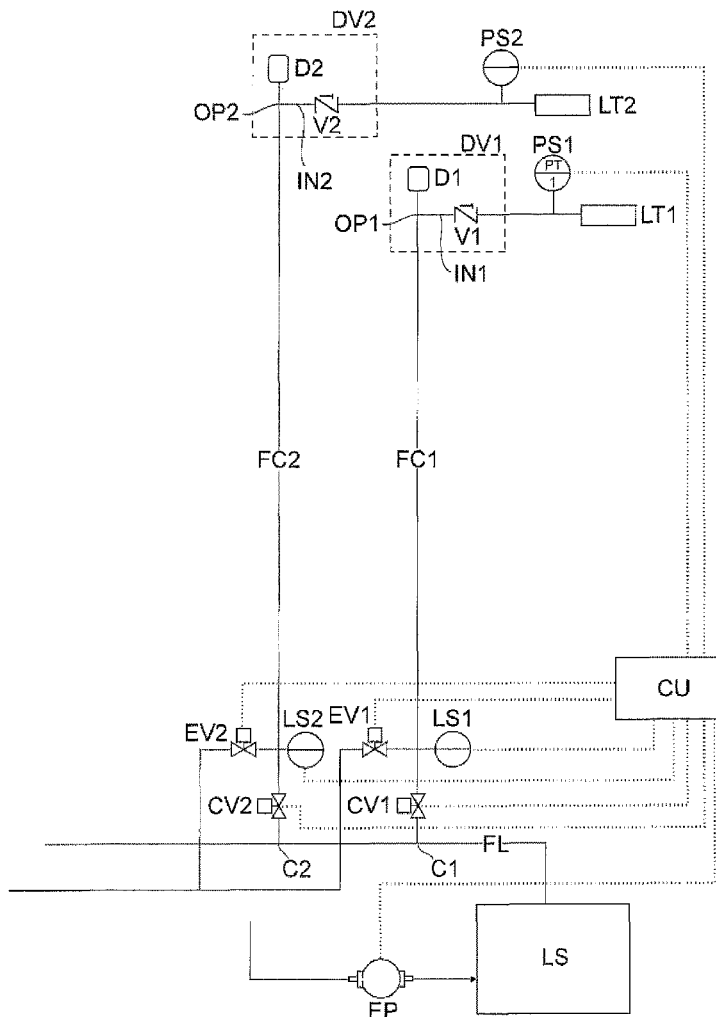 DV2
PS2
D2
OP2
V2
LT2
IN2
DV1
PS1
PT
1
D1
OP1
V1
LT1
IN1
FC2
FC1
CU
EV2
LS2
EV1
LS1
CV2
CV1
C2
C1
FL
LS
FP